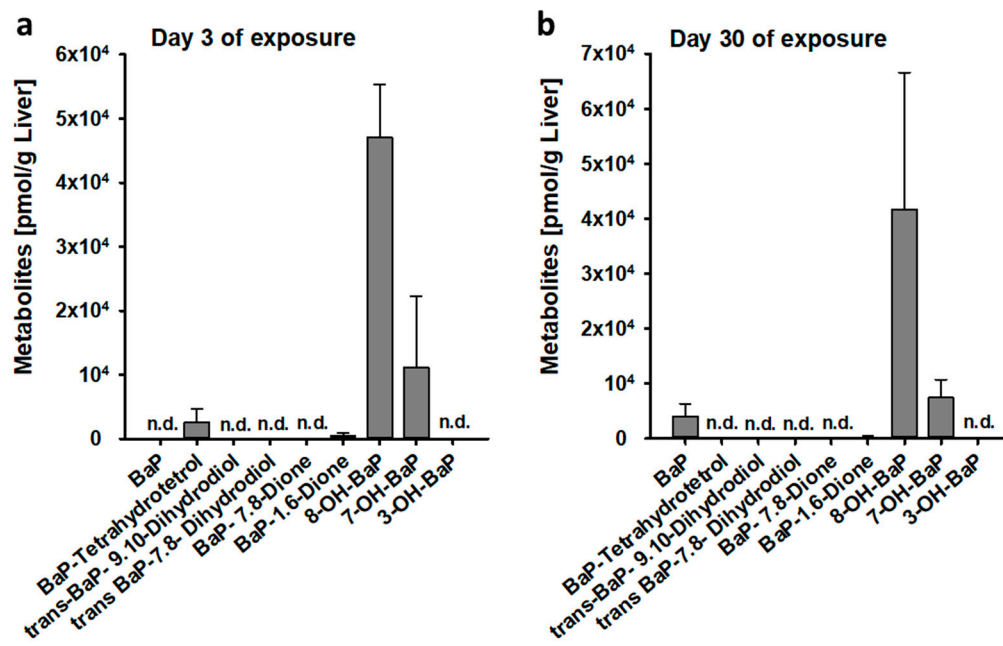 a
Day 3 of exposure
Metabolites [pmol/g Liver]
6x10⁴
5x10⁴
4x10⁴
3x10⁴
2x10⁴
10⁴
0
n.d.
n.d.
n.d.
n.d.
n.d.
BaP
BaP-Tetrahydrotetrol
trans-BaP- 9.10-Dihydrodiol
trans BaP-7.8- Dihydrodiol
BaP- 7.8-Dione
BaP-1.6-Dione
8-OH-BaP
7-OH-BaP
3-OH-BaP
b
Day 30 of exposure
Metabolites [pmol/g Liver]
7x10⁴
6x10⁴
5x10⁴
4x10⁴
3x10⁴
2x10⁴
10⁴
0
n.d.
n.d.
n.d.
n.d.
n.d.
BaP
BaP-Tetrahydrotetrol
trans-BaP- 9.10-Dihydrodiol
trans BaP-7.8- Dihydrodiol
BaP- 7.8-Dione
BaP-1.6-Dione
8-OH-BaP
7-OH-BaP
3-OH-BaP